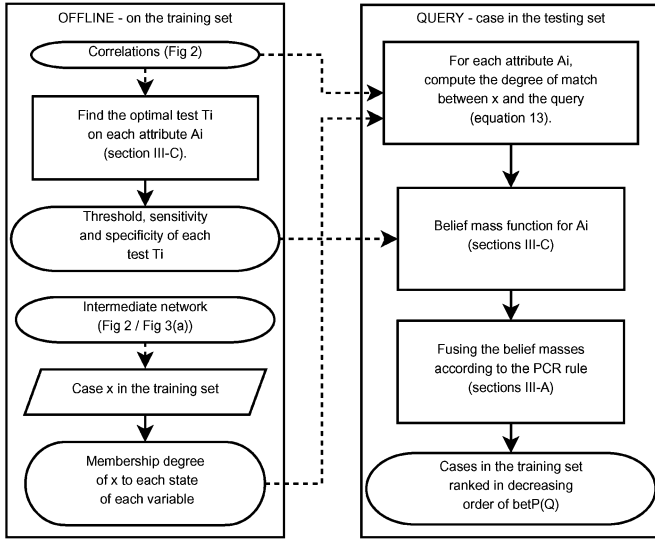 OFFLINE - on the training set
Correlations (Fig 2)
Find the optimal test Ti
on each attribute Ai
(section III-C).
Threshold, sensitivity
and specificity of each
test Ti
Intermediate network
(Fig 2 / Fig 3(a))
Case x in the training set
Membership degree
of x to each state
of each variable
QUERY - case in the testing set
For each attribute Ai,
compute the degree of match
between x and the query
(equation 13).
Belief mass function for Ai
(sections III-C)
Fusing the belief masses
according to the PCR rule
(sections III-A)
Cases in the training set
ranked in decreasing
order of betP(Q)